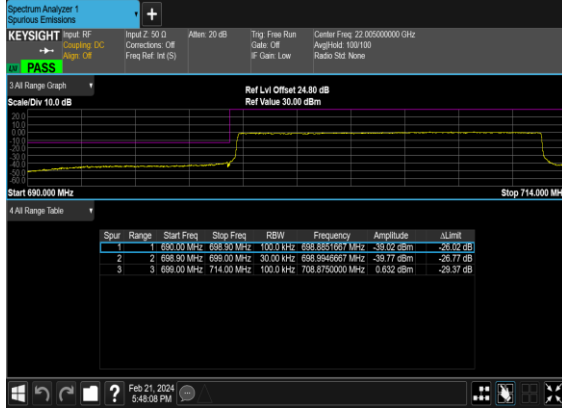 Spectrum Analyzer 1
Spurious Emissions
+
KEYSIGHT Input: RF Input Z: 50 Ω Atten: 20 dB Trig: Free Run Center Freq: 22.005000000 GHz
Coupling: DC Corrections: Off Gate: Off Avg|Hold: 100/100
Align: Off Freq Ref: Int (S) IF Gain: Low Radio Std: None
PASS
3 All Range Graph
Ref Lvl Offset 24.80 dB
Scale/Div 10.0 dB Ref Value 30.00 dBm
20.0
10.0
0.00
-10.0
-20.0
-30.0
-40.0
-50.0
-60.0
Start 690.000 MHz Stop 714.000 MH
4 All Range Table
Spur Range Start Freq Stop Freq RBW Frequency Amplitude ΔLimit
1 1 690.00 MHz 698.90 MHz 100.0 kHz 698.8851667 MHz -39.02 dBm -26.02 dB
2 2 698.90 MHz 699.00 MHz 30.00 kHz 698.9946667 MHz -39.77 dBm -26.77 dB
3 3 699.00 MHz 714.00 MHz 100.0 kHz 708.8750000 MHz 0.632 dBm -29.37 dB
? Feb 21, 2024
5:48:08 PM